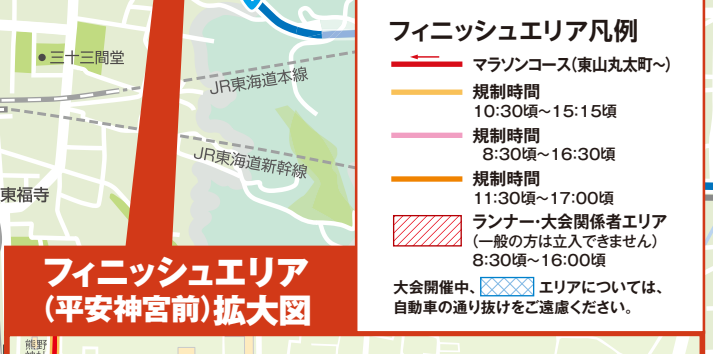 三十三間堂
JR東海道本線
JR東海道新幹線
東福寺
フィニッシュエリア
(平安神宮前)拡大図
熊野
フィニッシュエリア凡例
マラソンコース(東山丸太町~)
規制時間
10:30頃~15:15頃
規制時間
8:30頃~16:30頃
規制時間
11:30頃~17:00頃
ランナー・大会関係者エリア
(一般の方は立入できません)
8:30頃~16:00頃
大会開催中、 エリアについては、
自動車の通り抜けをご遠慮ください。